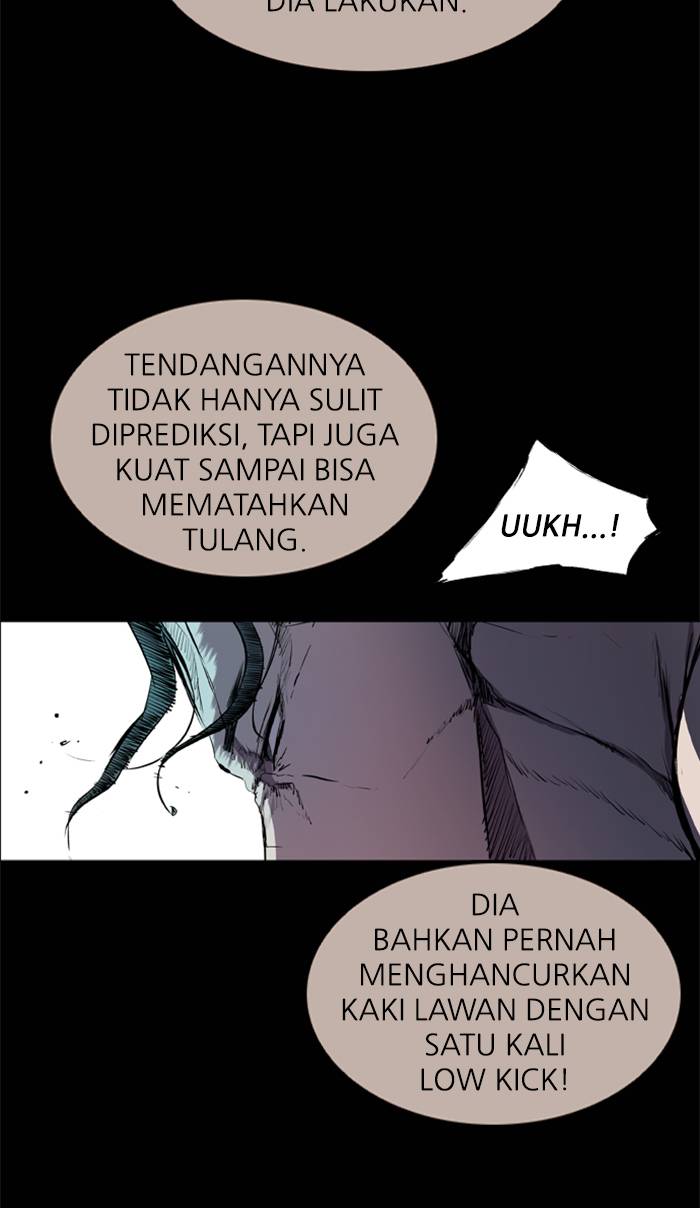 DIA LAKUKAN.
TENDANGANNYA
TIDAK HANYA SULIT
DIPREDIKSI, TAPI JUGA
KUAT SAMPAI BISA
MEMATAHKAN
TULANG.
UUKH...!
DIA
BAHKAN PERNAH
MENGHANCURKAN
KAKI LAWAN DENGAN
SATU KALI
LOW KICK!